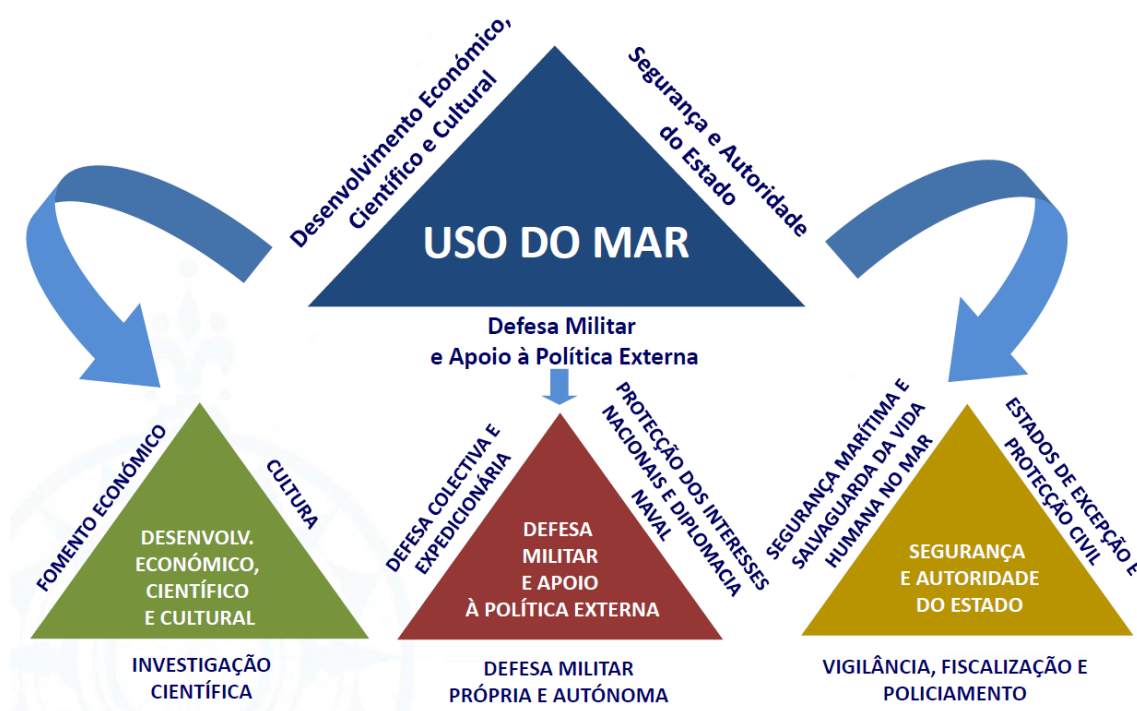 Desenvolvimento Económico,
Científico e Cultural
Segurança e Autoridade
do Estado
USO DO MAR
Defesa Militar
e Apoio à Política Externa
FOMENTO ECONÓMICO
CULTURA
DESENVOLV.
ECONÓMICO,
CIENTÍFICO
E CULTURAL
INVESTIGAÇÃO
CIENTÍFICA
DEFESA COLECTIVA E
EXPEDICIONÁRIA
PROTECÇÃO DOS INTERESSES
NACIONAIS E DIPLOMACIA
NAVAL
DEFESA
MILITAR
E APOIO
À POLÍTICA EXTERNA
DEFESA MILITAR
PRÓPRIA E AUTÓNOMA
SEGURANÇA MARÍTIMA E
SALVAGUARDA DA VIDA
HUMANA NO MAR
ESTADOS DE EXCEPÇÃO E
PROTECÇÃO CIVIL
SEGURANÇA
E AUTORIDADE
DO ESTADO
VIGILÂNCIA, FISCALIZAÇÃO E
POLICIAMENTO